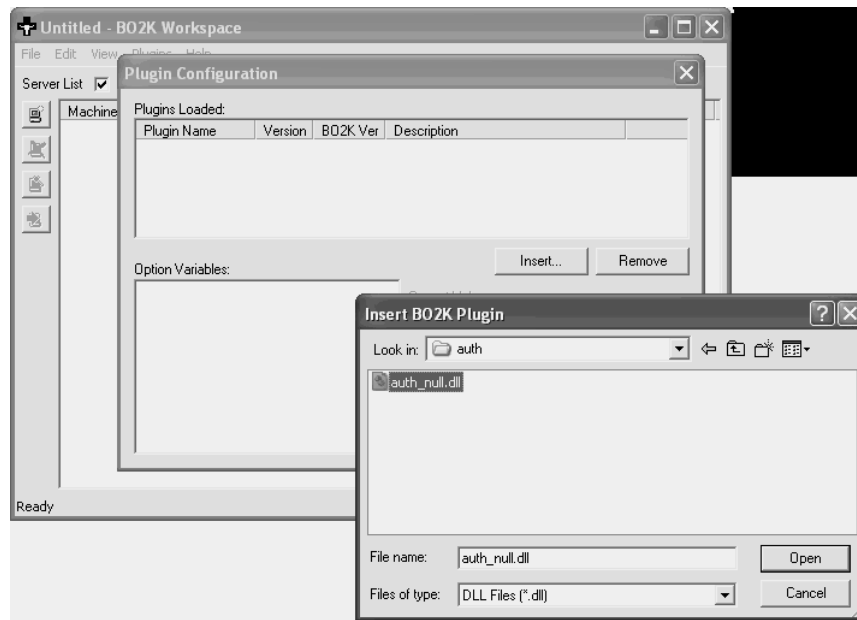 Untitled - BO2K Workspace
File Edit View Plugins Help
Server List
Machine
Plugin Configuration
Plugins Loaded:
Plugin Name Version BO2K Ver Description
Insert... Remove
Option Variables:
Insert BO2K Plugin
Look in: auth
auth_null.dll
File name: auth_null.dll Open
Files of type: DLL Files (*.dll) Cancel
Ready